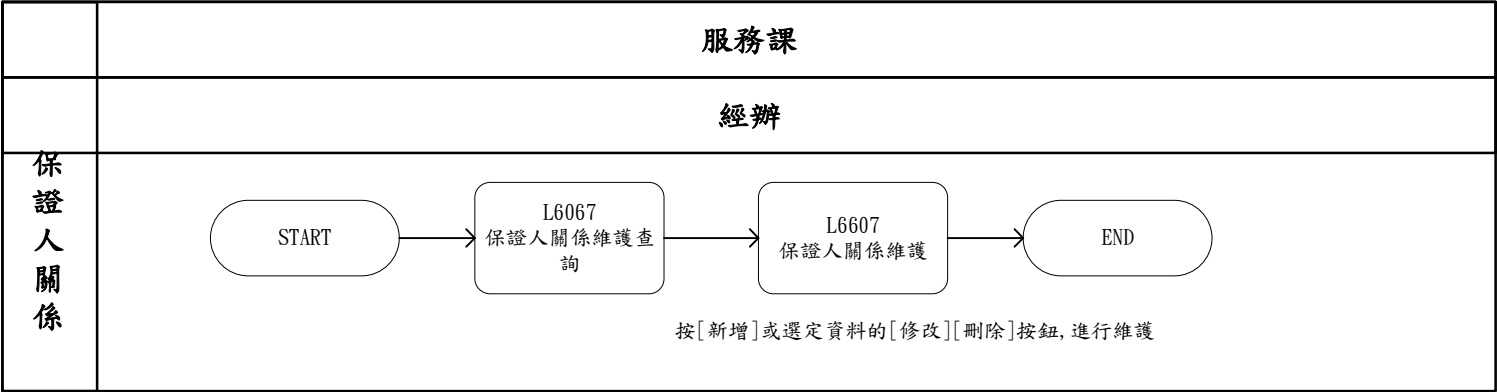 服務課
經辦
保
證
人
關
係
START
L6067
保證人關係維護查
詢
L6607
保證人關係維護
END
按[新增]或選定資料的[修改][刪除]按鈕,進行維護